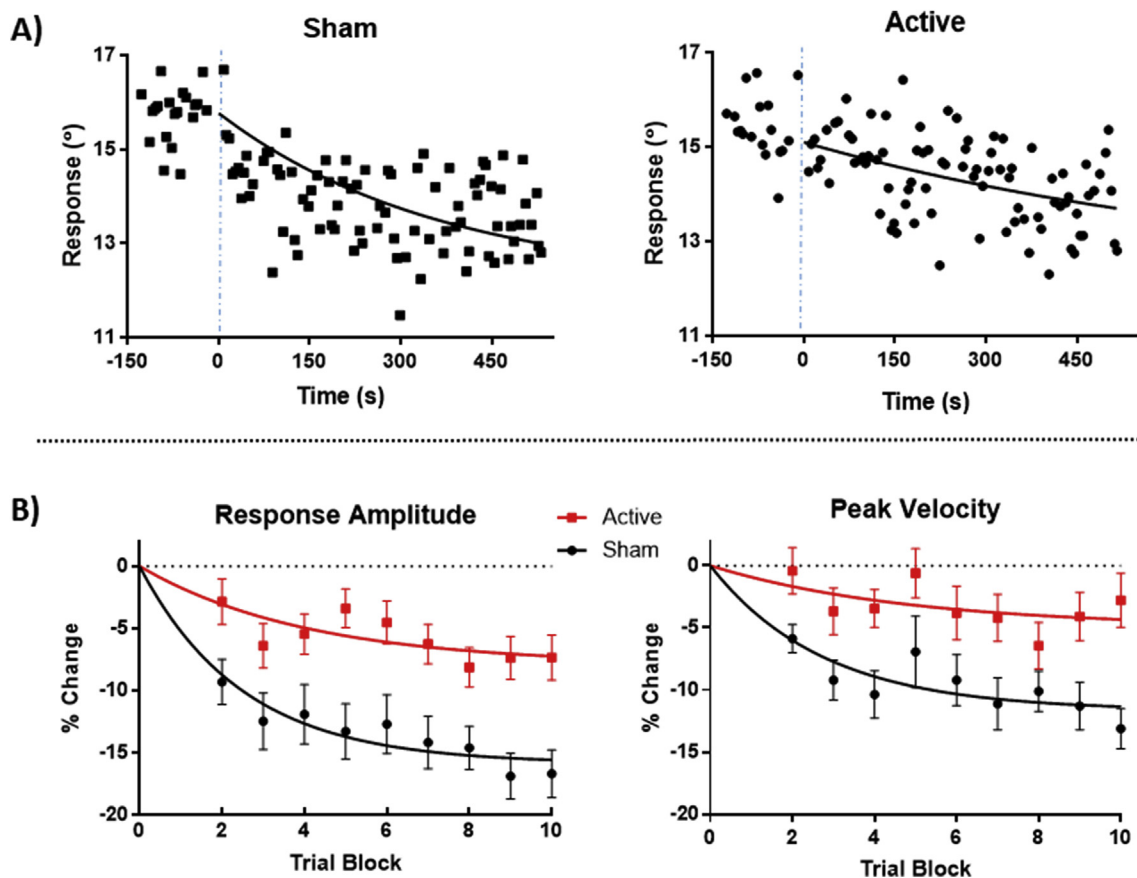 A)
Sham
Active
17
15
13
11
Response (°)
-150 0 150 300 450
Time (s)
17
15
13
11
Response (°)
-150 0 150 300 450
Time (s)
B)
Response Amplitude
Active
Sham
Peak Velocity
0
-5
-10
-15
-20
% Change
0 2 4 6 8 10
Trial Block
0
-5
-10
-15
-20
% Change
0 2 4 6 8 10
Trial Block